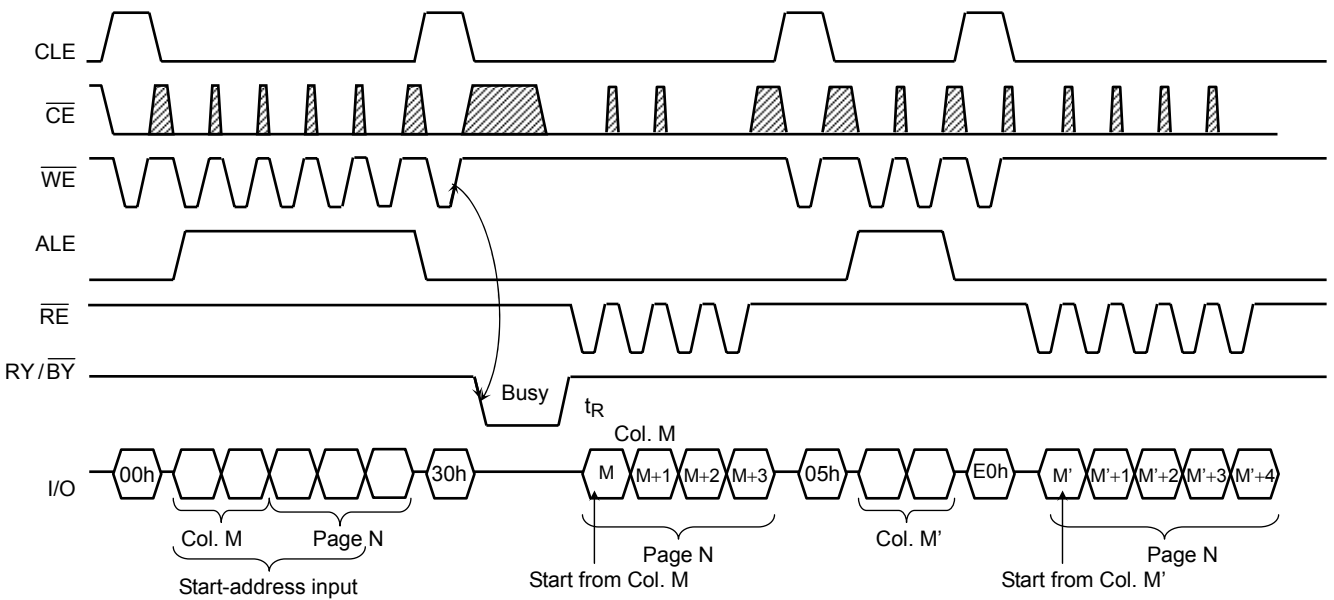 CLE
CE
WE
ALE
RE
RY/BY
Busy
tR
Col. M
I/O
00h
30h
M
M+1
M+2
M+3
05h
E0h
M'
M'+1
M'+2
M'+3
M'+4
Col. M
Page N
Page N
Col. M'
Page N
Start-address input
Start from Col. M
Start from Col. M'